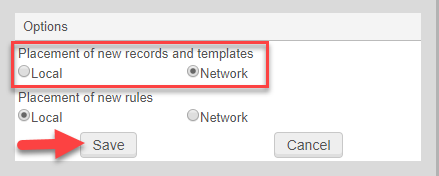 Options
Placement of new records and templates
Local Network
Placement of new rules
Local Network
Save Cancel